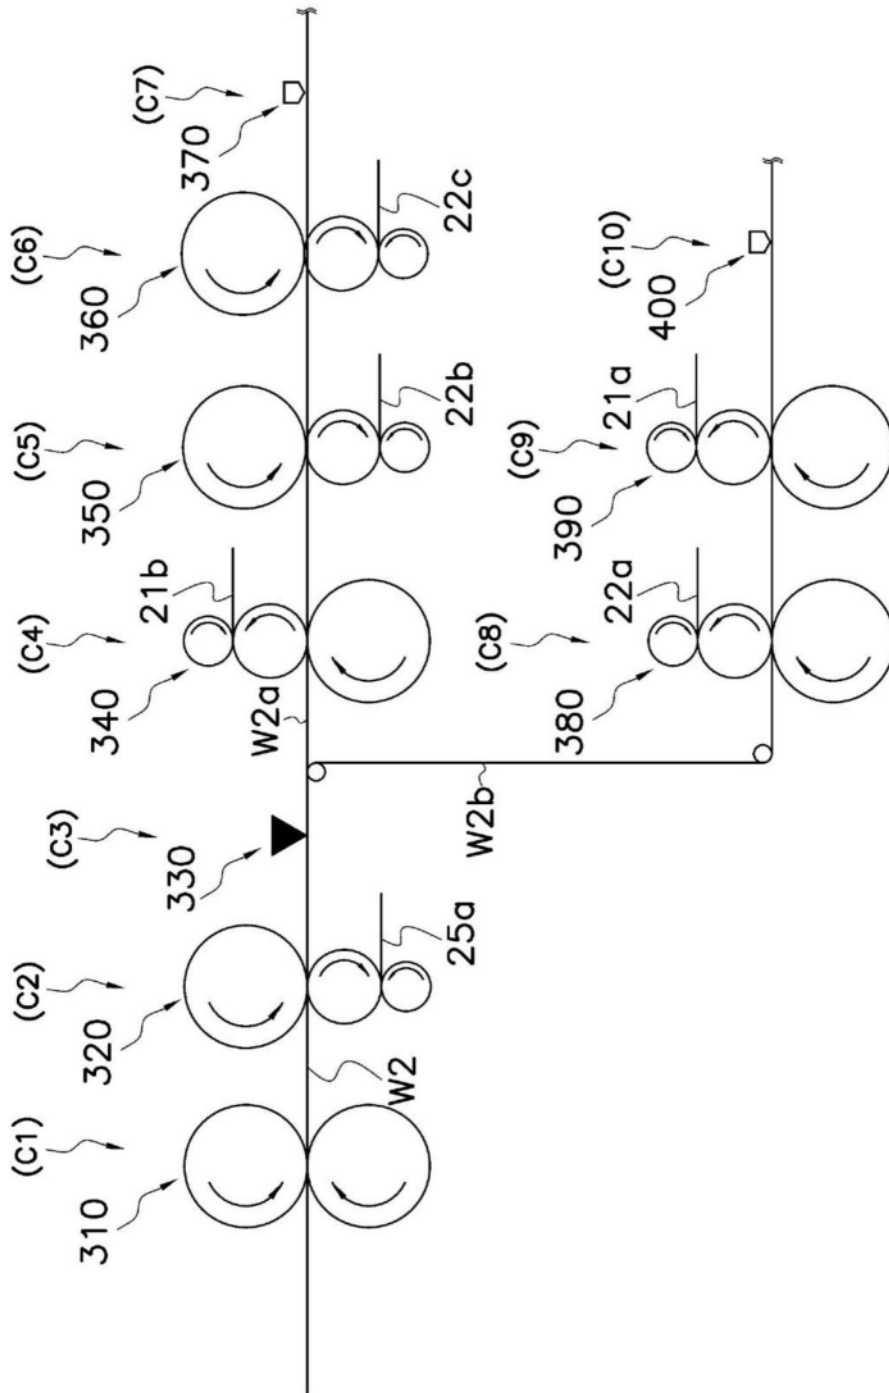 (C1)
310
(C2)
320
W2
25a
(C3)
330
W2a
W2b
(C4)
340
21b
(C5)
350
22b
(C6)
360
22c
(C7)
370
(C8)
380
22a
(C9)
390
21a
(C10)
400